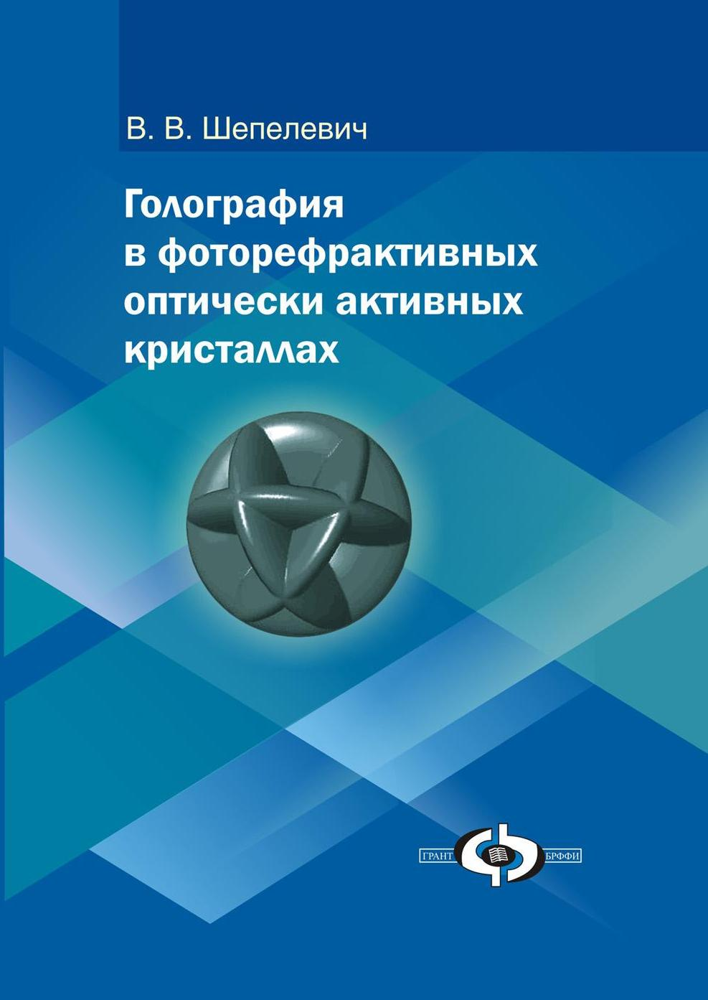 В. В. Шепелевич
Голография
в фоторефрактивных
оптически активных
кристаллах
ГРАНТ БРФФИ